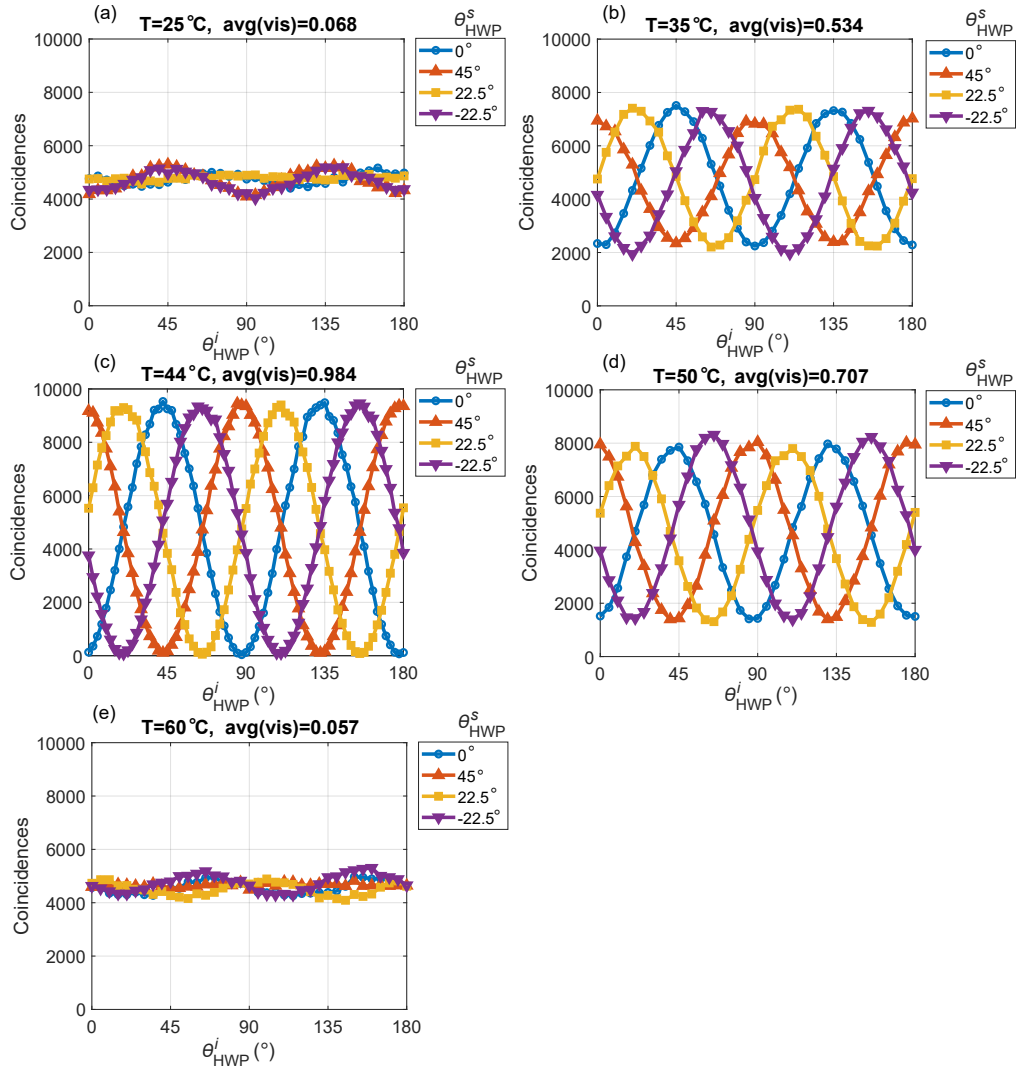 (a)
T=25°C, avg(vis)=0.068
θ^s_HWP
0°
45°
22.5°
-22.5°
10000
8000
6000
4000
2000
0
Coincidences
0 45 90 135 180
θ^i_HWP (°)
(b)
T=35°C, avg(vis)=0.534
θ^s_HWP
0°
45°
22.5°
-22.5°
10000
8000
6000
4000
2000
0
Coincidences
0 45 90 135 180
θ^i_HWP (°)
(c)
T=44°C, avg(vis)=0.984
θ^s_HWP
0°
45°
22.5°
-22.5°
10000
8000
6000
4000
2000
0
Coincidences
0 45 90 135 180
θ^i_HWP (°)
(d)
T=50°C, avg(vis)=0.707
θ^s_HWP
0°
45°
22.5°
-22.5°
10000
8000
6000
4000
2000
0
Coincidences
0 45 90 135 180
θ^i_HWP (°)
(e)
T=60°C, avg(vis)=0.057
θ^s_HWP
0°
45°
22.5°
-22.5°
10000
8000
6000
4000
2000
0
Coincidences
0 45 90 135 180
θ^i_HWP (°)